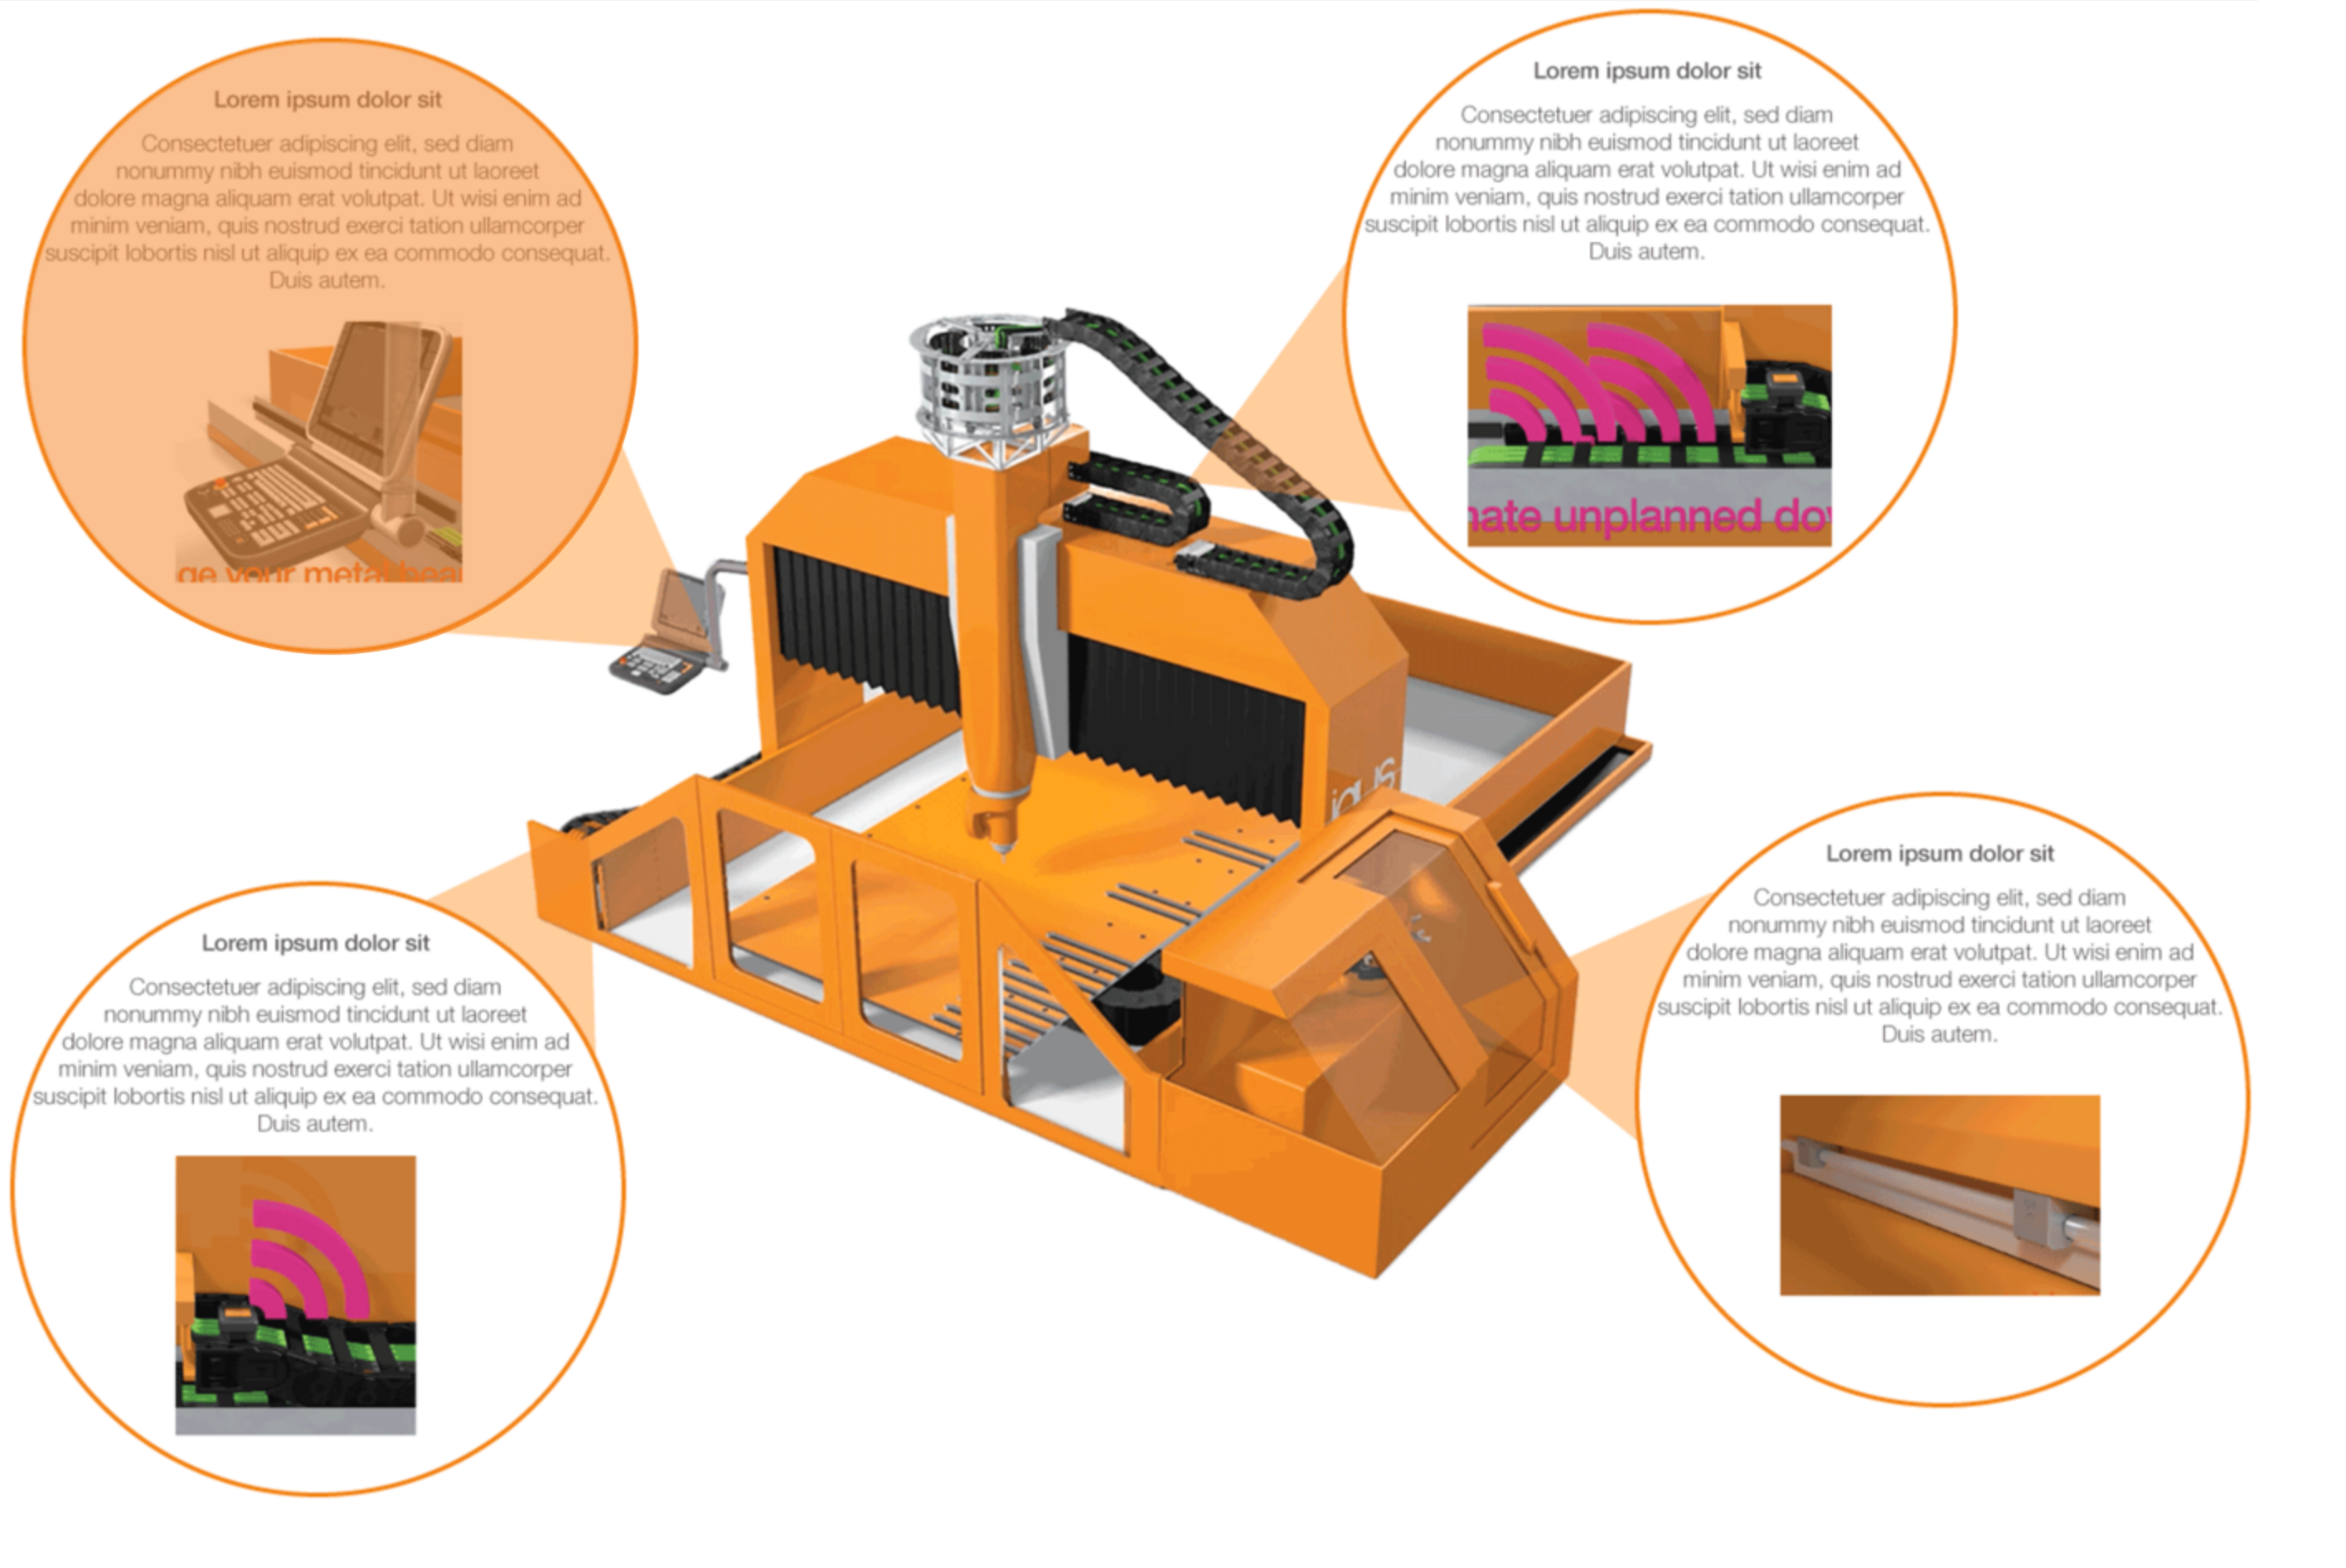 Lorem ipsum dolor sit
Consectetuer adipiscing elit, sed diam
nonummy nibh euismod tincidunt ut laoreet
dolore magna aliquam erat volutpat. Ut wisi enim ad
minim veniam, quis nostrud exerci tation ullamcorper
suscipit lobortis nisl ut aliquip ex ea commodo consequat.
Duis autem.
ge your metal
Lorem ipsum dolor sit
Consectetuer adipiscing elit, sed diam
nonummy nibh euismod tincidunt ut laoreet
dolore magna aliquam erat volutpat. Ut wisi enim ad
minim veniam, quis nostrud exerci tation ullamcorper
suscipit lobortis nisl ut aliquip ex ea commodo consequat.
Duis autem.
nate unplanned do
igus
Lorem ipsum dolor sit
Consectetuer adipiscing elit, sed diam
nonummy nibh euismod tincidunt ut laoreet
dolore magna aliquam erat volutpat. Ut wisi enim ad
minim veniam, quis nostrud exerci tation ullamcorper
suscipit lobortis nisl ut aliquip ex ea commodo consequat.
Duis autem.
Lorem ipsum dolor sit
Consectetuer adipiscing elit, sed diam
nonummy nibh euismod tincidunt ut laoreet
dolore magna aliquam erat volutpat. Ut wisi enim ad
minim veniam, quis nostrud exerci tation ullamcorper
suscipit lobortis nisl ut aliquip ex ea commodo consequat.
Duis autem.